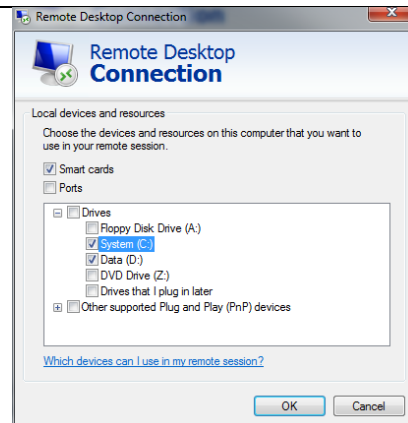 Remote Desktop Connection
Remote Desktop
Connection
Local devices and resources
Choose the devices and resources on this computer that you want to
use in your remote session.
Smart cards
Ports
Drives
Floppy Disk Drive (A:)
System (C:)
Data (D:)
DVD Drive (Z:)
Drives that I plug in later
Other supported Plug and Play (PnP) devices
Which devices can I use in my remote session?
OK Cancel